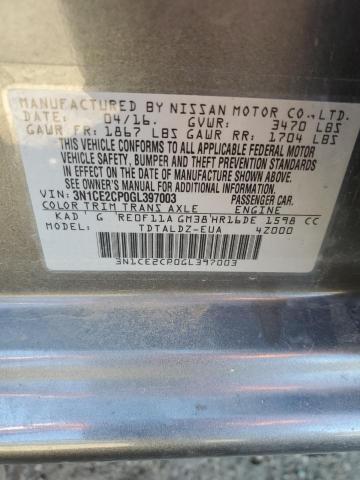 MANUFACTURED BY NISSAN MOTOR CO., LTD.
DATE: 04/16. GVWR: 3470 LBS
GAWR FR: 1867 LBS GAWR RR: 1704 LBS
THIS VEHICLE CONFORMS TO ALL APPLICABLE FEDERAL MOTOR
VEHICLE SAFETY, BUMPER AND THEFT PREVENTION STANDARDS
IN EFFECT ON THE DATE OF MANUFACTURE SHOWN ABOVE.
SEE OWNER'S MANUAL FOR ADDITIONAL INFORMATION.
VIN: 3N1CE2CP0GL397003 PASSENGER CAR.
COLOR TRIM TRANS AXLE ENGINE
KAD G RE0F11A GM38 HR16DE 1598 CC
MODEL: TDTALDZ-EUA 4Z000
3N1CE2CP0GL397003